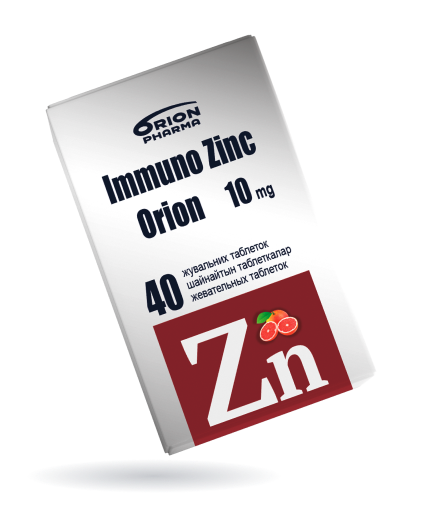 ORION
PHARMA
Immuno Zinc
Orion 10 mg
40
жувальних таблеток
шайнайтын таблеткалар
жевательных таблеток
Zn